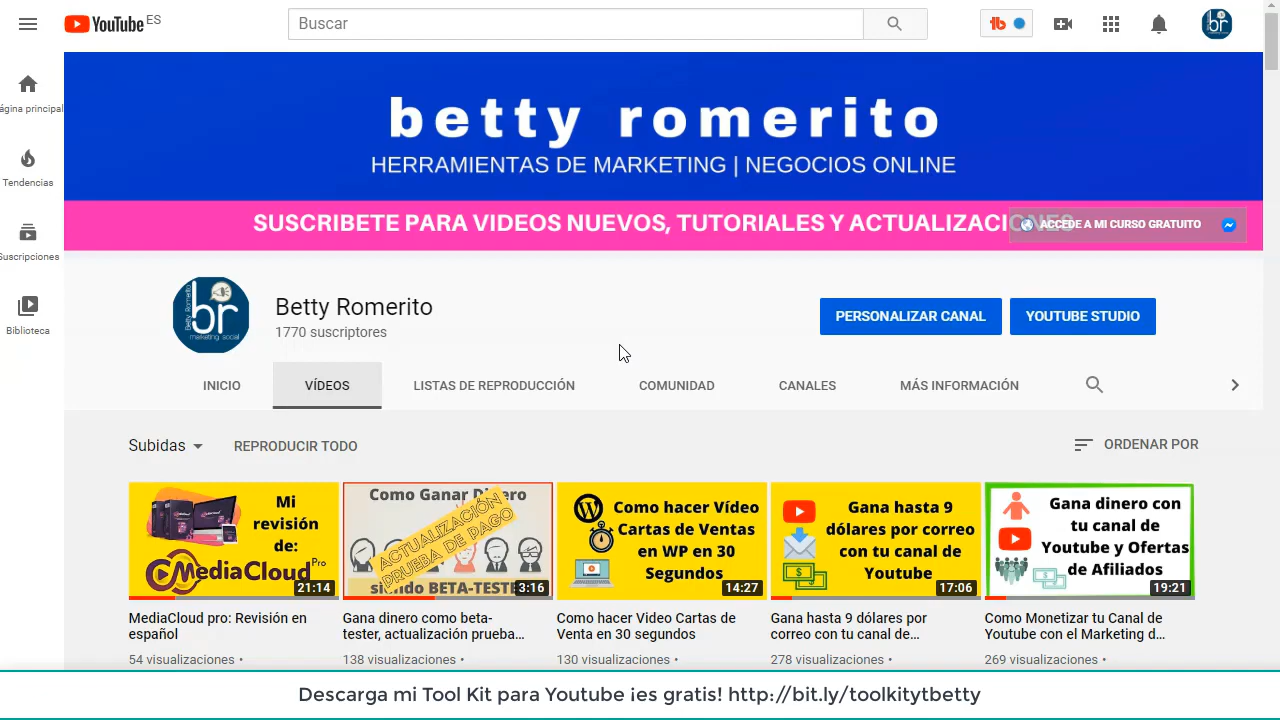 YouTube ES
Buscar
tb
br
ágina principal
Tendencias
Suscripciones
Biblioteca
betty romerito
HERRAMIENTAS DE MARKETING | NEGOCIOS ONLINE
SUSCRIBETE PARA VIDEOS NUEVOS, TUTORIALES Y ACTUALIZACIONES
ACCEDE A MI CURSO GRATUITO
Betty Romerito
br
marketing social
Betty Romerito
1770 suscriptores
PERSONALIZAR CANAL
YOUTUBE STUDIO
INICIO
VÍDEOS
LISTAS DE REPRODUCCIÓN
COMUNIDAD
CANALES
MÁS INFORMACIÓN
Subidas
REPRODUCIR TODO
ORDENAR POR
Mi
revisión
de:
MediaCloud Pro
21:14
Como Ganar Dinero
ACTUALIZACIÓN
PRUEBA DE PAGO
siendo BETA-TESTE
3:16
Como hacer Vídeo
Cartas de Ventas
en WP en 30
Segundos
14:27
Gana hasta 9
dólares por correo
con tu canal de
Youtube
17:06
Gana dinero con
tu canal de
Youtube y Ofertas
de Afiliados
19:21
MediaCloud pro: Revisión en
español
54 visualizaciones •
Gana dinero como beta-
tester, actualización prueba...
138 visualizaciones •
Como hacer Video Cartas de
Venta en 30 segundos
130 visualizaciones •
Gana hasta 9 dólares por
correo con tu canal de...
278 visualizaciones •
Como Monetizar tu Canal de
Youtube con el Marketing d...
269 visualizaciones •
Descarga mi Tool Kit para Youtube ¡es gratis! http://bit.ly/toolkitytbetty